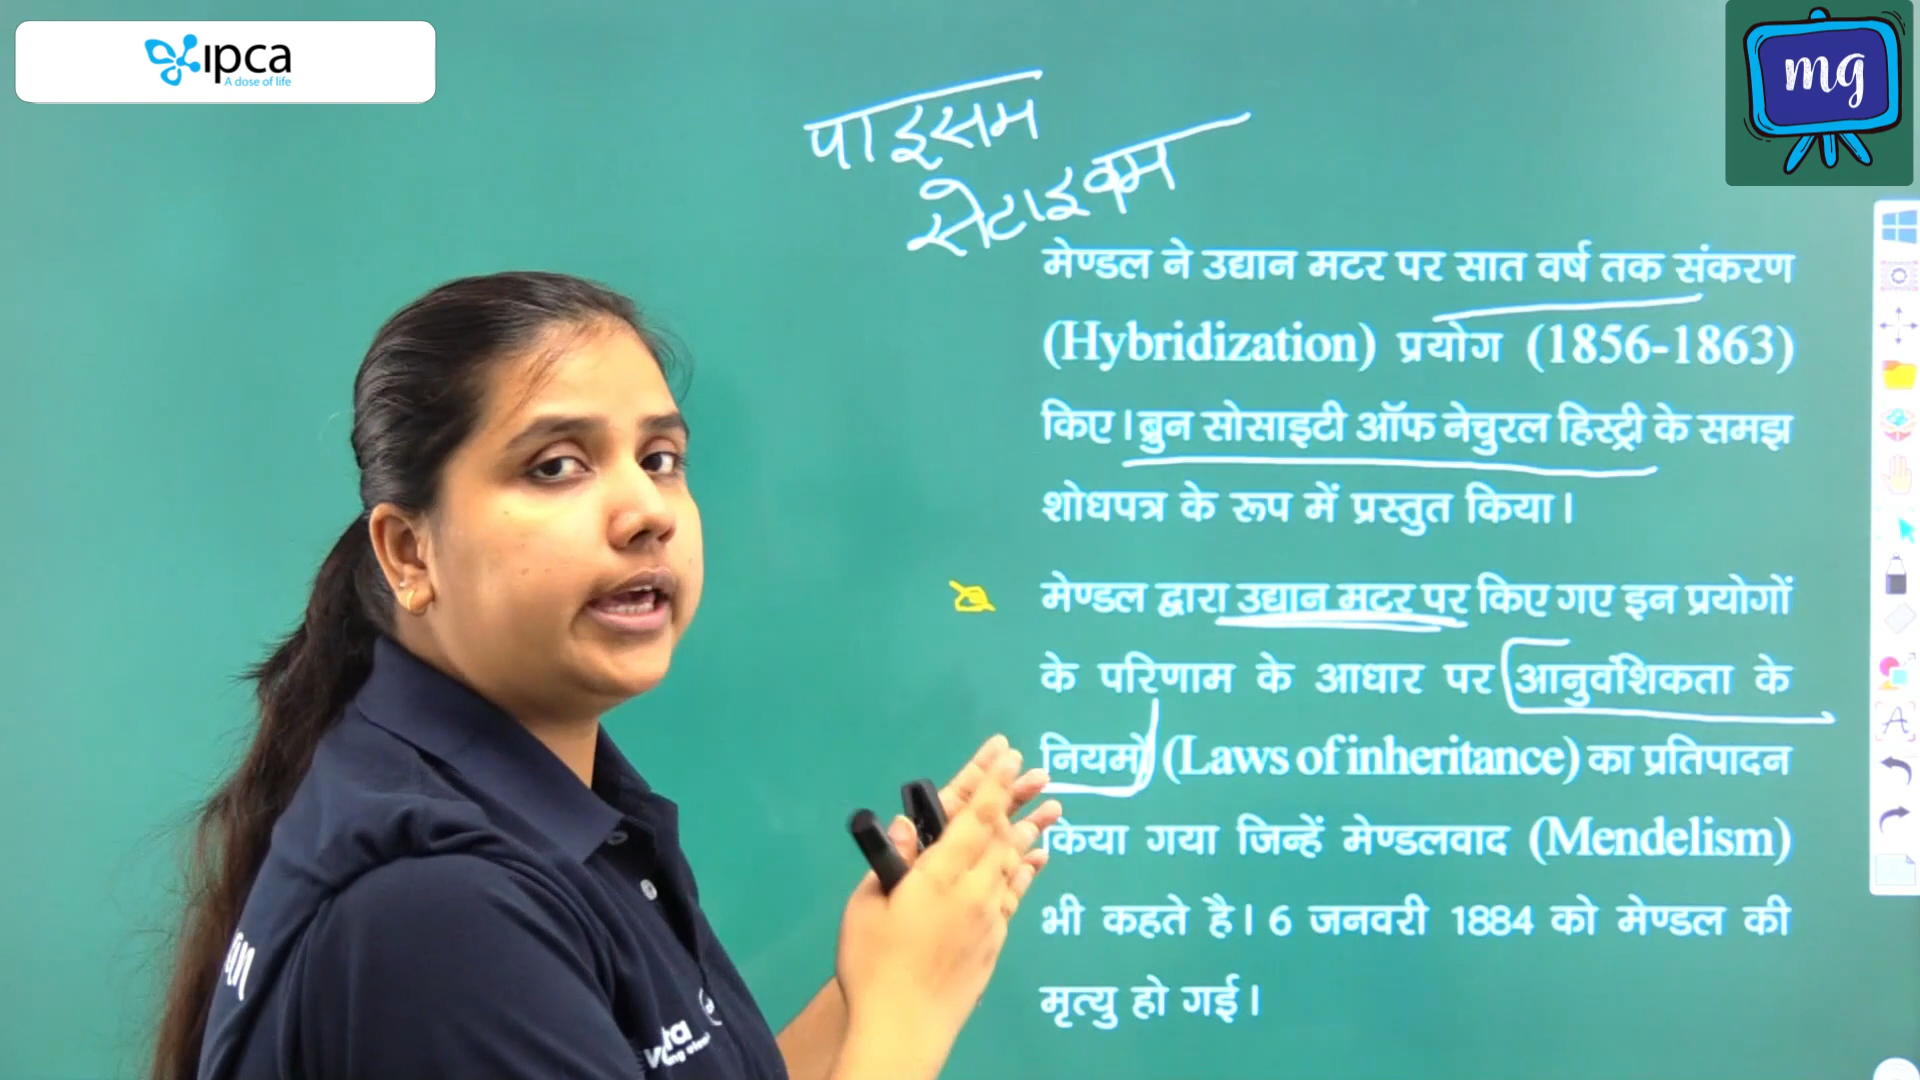 ipca
A dose of life
mg
पाइसम
सेटाइवम
मेण्डल ने उद्यान मटर पर सात वर्ष तक संकरण
(Hybridization) प्रयोग (1856-1863)
किए। ब्रुन सोसाइटी ऑफ नेचुरल हिस्ट्री के समझ
शोधपत्र के रूप में प्रस्तुत किया।
मेण्डल द्वारा उद्यान मटर पर किए गए इन प्रयोगों
के परिणाम के आधार पर आनुवंशिकता के
नियमों (Laws of inheritance) का प्रतिपादन
किया गया जिन्हें मेण्डलवाद (Mendelism)
भी कहते है। 6 जनवरी 1884 को मेण्डल की
मृत्यु हो गई।